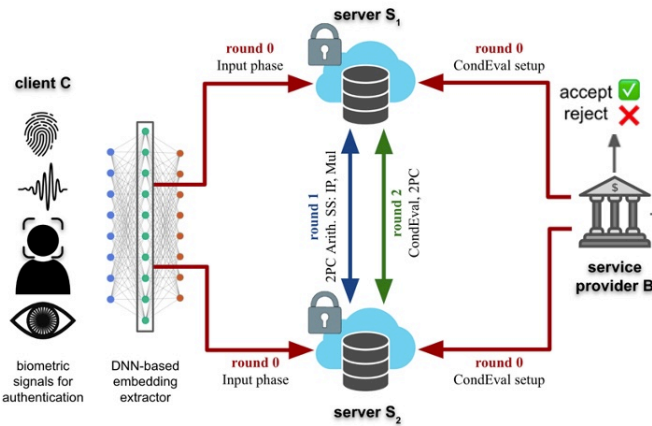 server S1
round 0
Input phase
round 0
CondEval setup
client C
accept
reject
round 1
2PC Arith. SS: IP, Mul
round 2
CondEval, 2PC
$
service
provider B
biometric
signals for
authentication
DNN-based
embedding
extractor
round 0
Input phase
round 0
CondEval setup
server S2